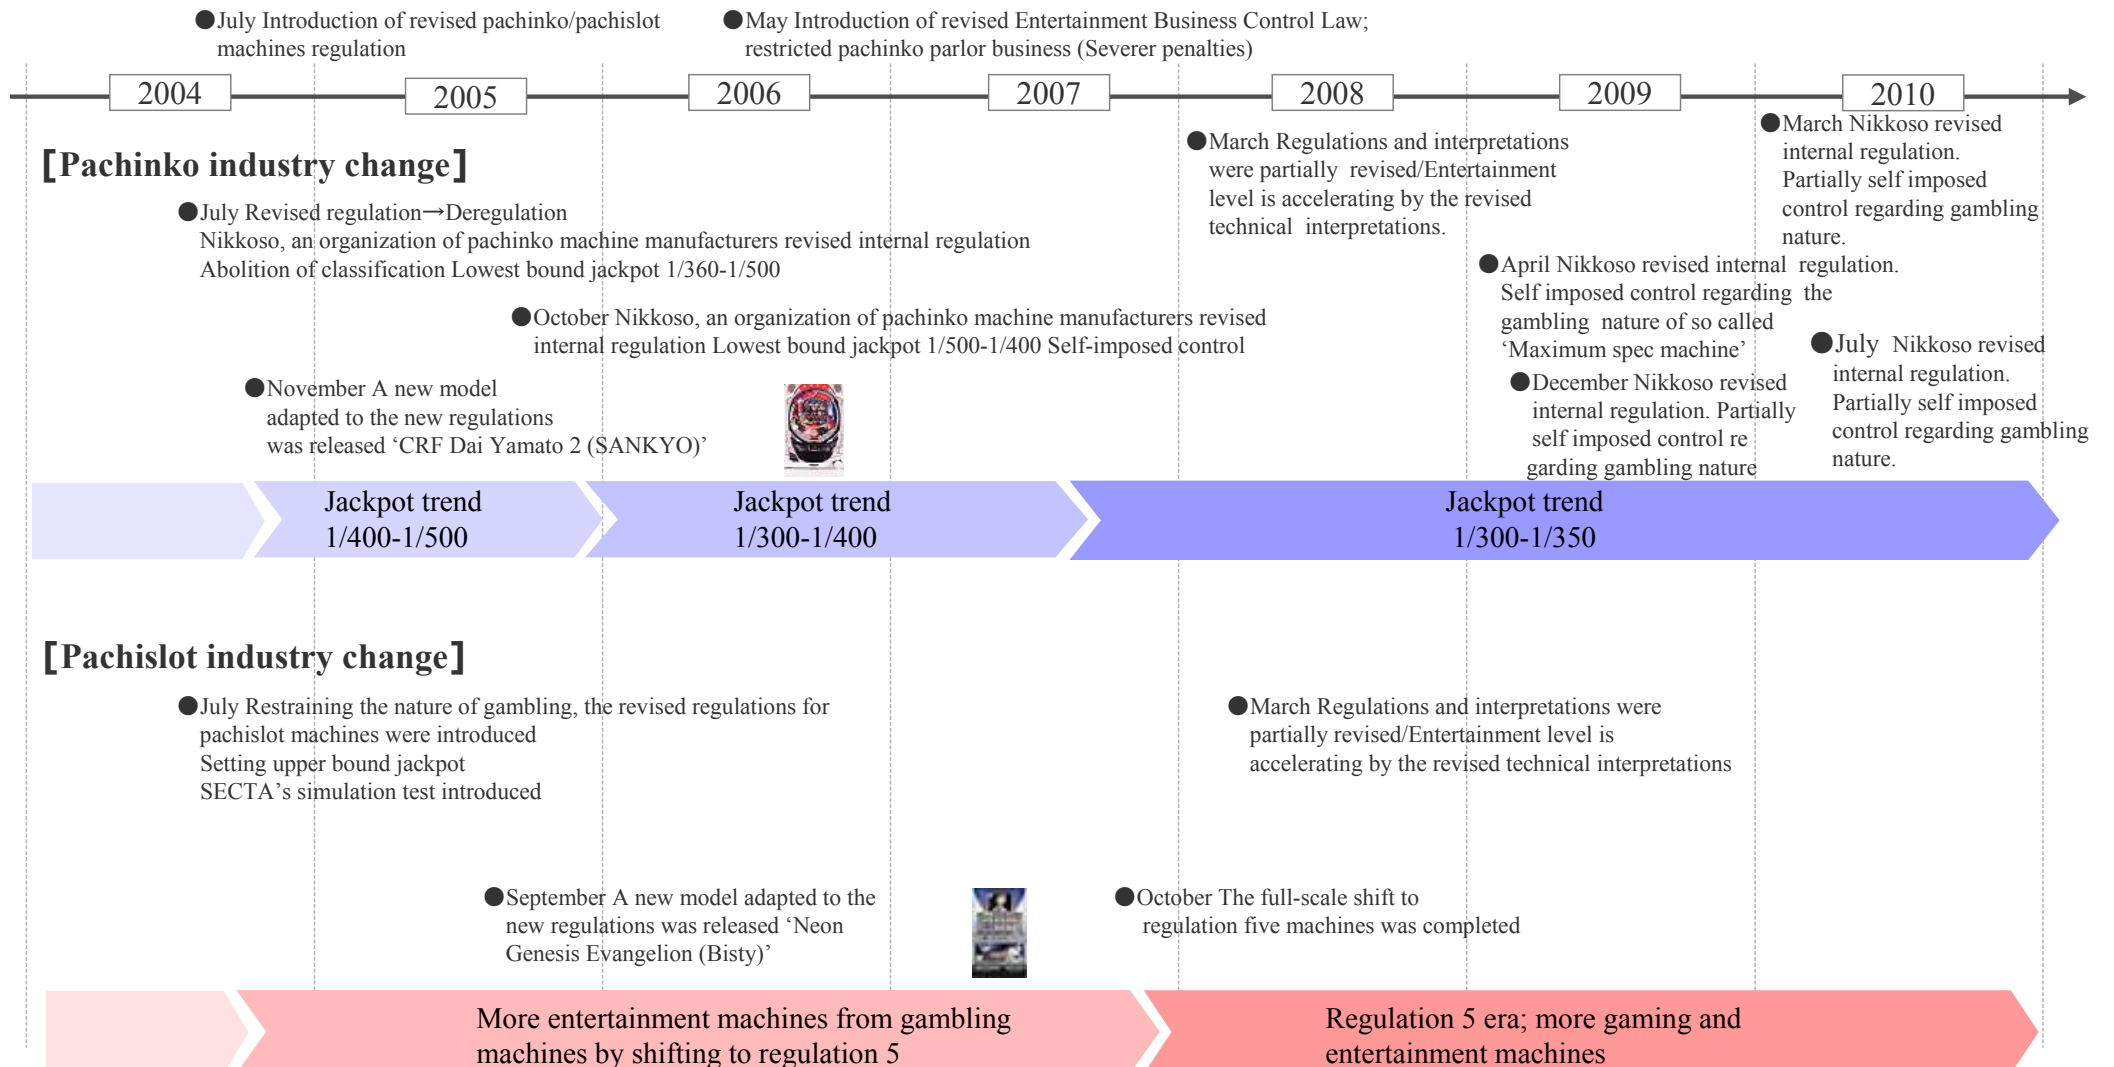 ●July Introduction of revised pachinko/pachislot
machines regulation
●May Introduction of revised Entertainment Business Control Law;
restricted pachinko parlor business (Severer penalties)
2004
2005
2006
2007
2008
2009
2010
[Pachinko industry change]
●July Revised regulation→Deregulation
Nikkoso, an organization of pachinko machine manufacturers revised internal regulation
Abolition of classification Lowest bound jackpot 1/360-1/500
●October Nikkoso, an organization of pachinko machine manufacturers revised
internal regulation Lowest bound jackpot 1/500-1/400 Self-imposed control
●November A new model
adapted to the new regulations
was released ‘CRF Dai Yamato 2 (SANKYO)’
●March Regulations and interpretations
were partially revised/Entertainment
level is accelerating by the revised
technical interpretations.
●April Nikkoso revised internal regulation.
Self imposed control regarding the
gambling nature of so called
‘Maximum spec machine’
●December Nikkoso revised
internal regulation. Partially
self imposed control re
garding gambling nature
●March Nikkoso revised
internal regulation.
Partially self imposed
control regarding gambling
nature.
●July Nikkoso revised
internal regulation.
Partially self imposed
control regarding gambling
nature.
Jackpot trend
1/400-1/500
Jackpot trend
1/300-1/400
Jackpot trend
1/300-1/350
[Pachislot industry change]
●July Restraining the nature of gambling, the revised regulations for
pachislot machines were introduced
Setting upper bound jackpot
SECTA’s simulation test introduced
●March Regulations and interpretations were
partially revised/Entertainment level is
accelerating by the revised technical interpretations
●September A new model adapted to the
new regulations was released ‘Neon
Genesis Evangelion (Bisty)’
●October The full-scale shift to
regulation five machines was completed
More entertainment machines from gambling
machines by shifting to regulation 5
Regulation 5 era; more gaming and
entertainment machines